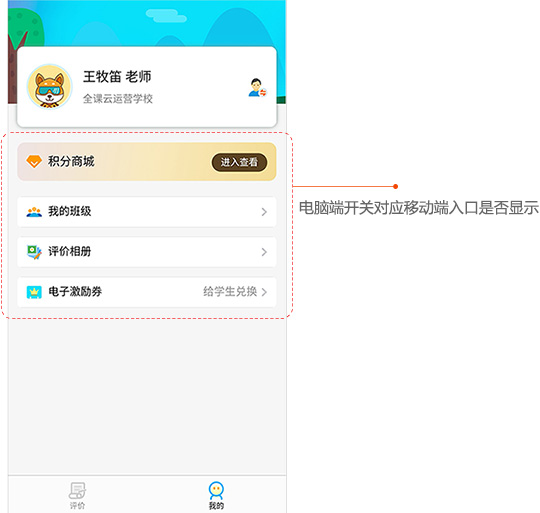 王牧笛 老师
全课云运营学校
积分商城
进入查看
电脑端开关对应移动端入口是否显示
我的班级
评价相册
电子激励券
给学生兑换
评价
我的